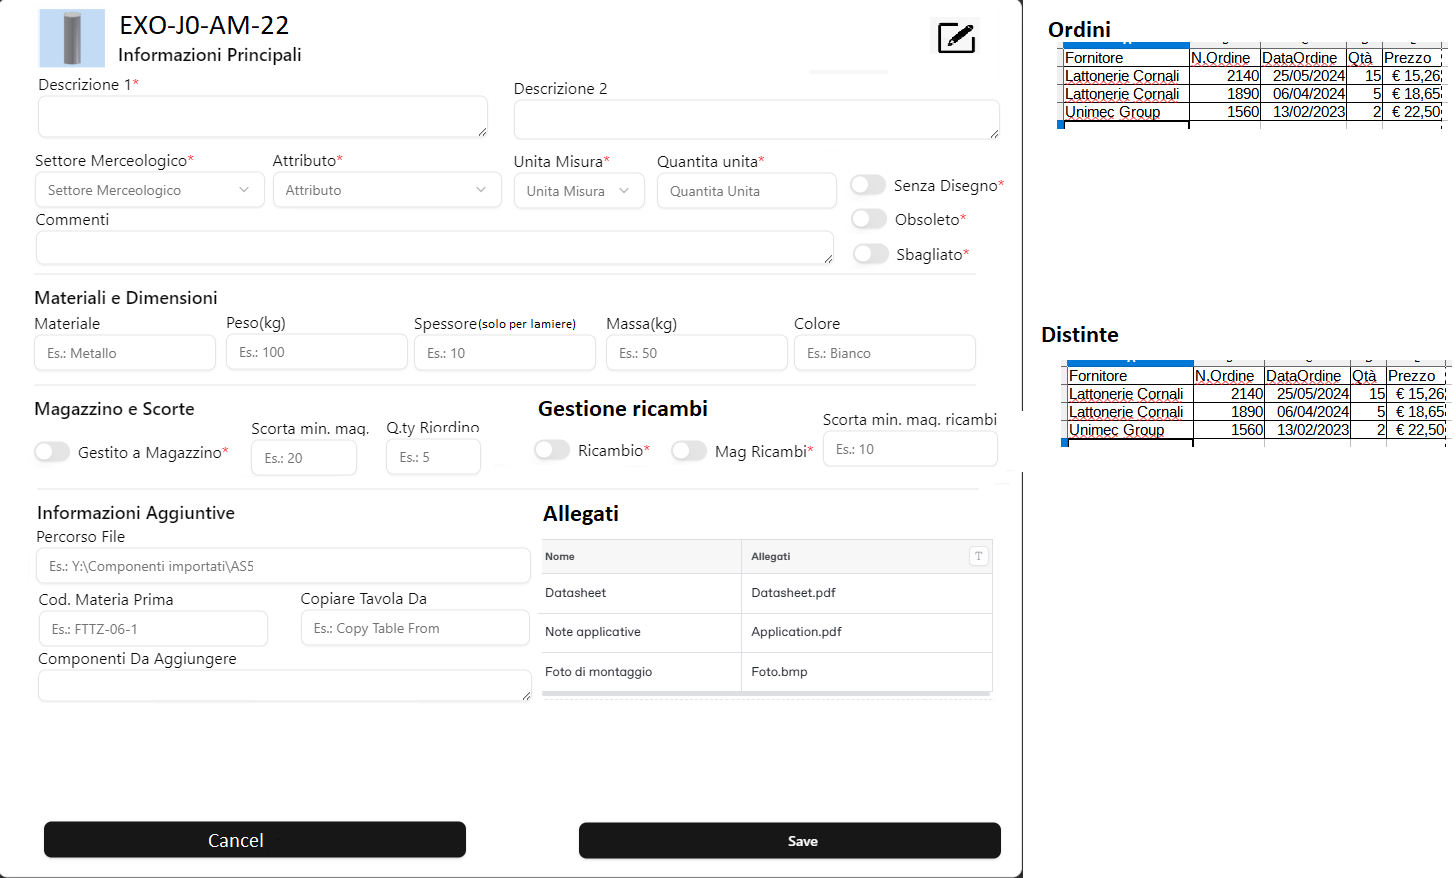 EXO-J0-AM-22
Informazioni Principali
Descrizione 1*
Descrizione 2
Settore Merceologico*
Attributo*
Unita Misura*
Quantita unita*
Settore Merceologico
Attributo
Unita Misura
Quantita Unita
Senza Disegno*
Obsoleto*
Sbagliato*
Commenti
Materiali e Dimensioni
Materiale
Peso(kg)
Spessore(solo per lamiere)
Massa(kg)
Colore
Es.: Metallo
Es.: 100
Es.: 10
Es.: 50
Es.: Bianco
Magazzino e Scorte
Gestito a Magazzino*
Scorta min. mag.
Q.ty Riordino
Es.: 20
Es.: 5
Gestione ricambi
Ricambio*
Mag Ricambi*
Scorta min. mag. ricambi
Es.: 10
Informazioni Aggiuntive
Percorso File
Es.: Y:\Componenti importati\AS5
Cod. Materia Prima
Copiare Tavola Da
Es.: FTTZ-06-1
Es.: Copy Table From
Componenti Da Aggiungere
Allegati
Nome Allegati T
Datasheet Datasheet.pdf
Note applicative Application.pdf
Foto di montaggio Foto.bmp
Cancel
Save
Ordini
Fornitore N.Ordine DataOrdine Qtà Prezzo
Lattonerie Cornali 2140 25/05/2024 15 € 15,26
Lattonerie Cornali 1890 06/04/2024 5 € 18,65
Unimec Group 1560 13/02/2023 2 € 22,50
Distinte
Fornitore N.Ordine DataOrdine Qtà Prezzo
Lattonerie Cornali 2140 25/05/2024 15 € 15,26
Lattonerie Cornali 1890 06/04/2024 5 € 18,65
Unimec Group 1560 13/02/2023 2 € 22,50